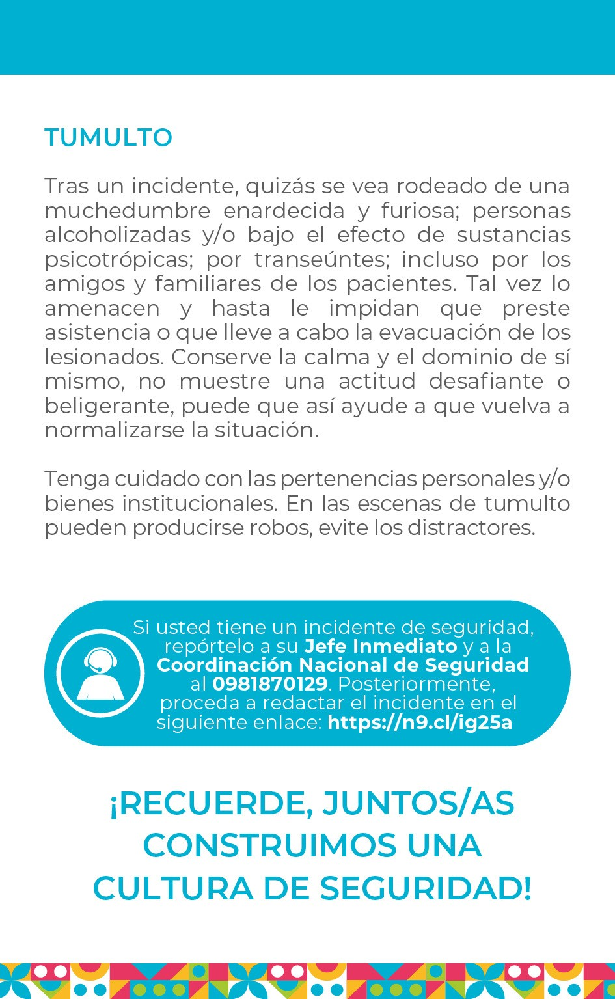 TUMULTO
Tras un incidente, quizás se vea rodeado de una
muchedumbre enardecida y furiosa; personas
alcoholizadas y/o bajo el efecto de sustancias
psicotrópicas; por transeúntes; incluso por los
amigos y familiares de los pacientes. Tal vez lo
amenacen y hasta le impidan que preste
asistencia o que lleve a cabo la evacuación de los
lesionados. Conserve la calma y el dominio de sí
mismo, no muestre una actitud desafiante o
beligerante, puede que así ayude a que vuelva a
normalizarse la situación.
Tenga cuidado con las pertenencias personales y/o
bienes institucionales. En las escenas de tumulto
pueden producirse robos, evite los distractores.
Si usted tiene un incidente de seguridad,
repórtelo a su Jefe Inmediato y a la
Coordinación Nacional de Seguridad
al 0981870129. Posteriormente,
proceda a redactar el incidente en el
siguiente enlace: https://n9.cl/ig25a
¡RECUERDE, JUNTOS/AS
CONSTRUIMOS UNA
CULTURA DE SEGURIDAD!